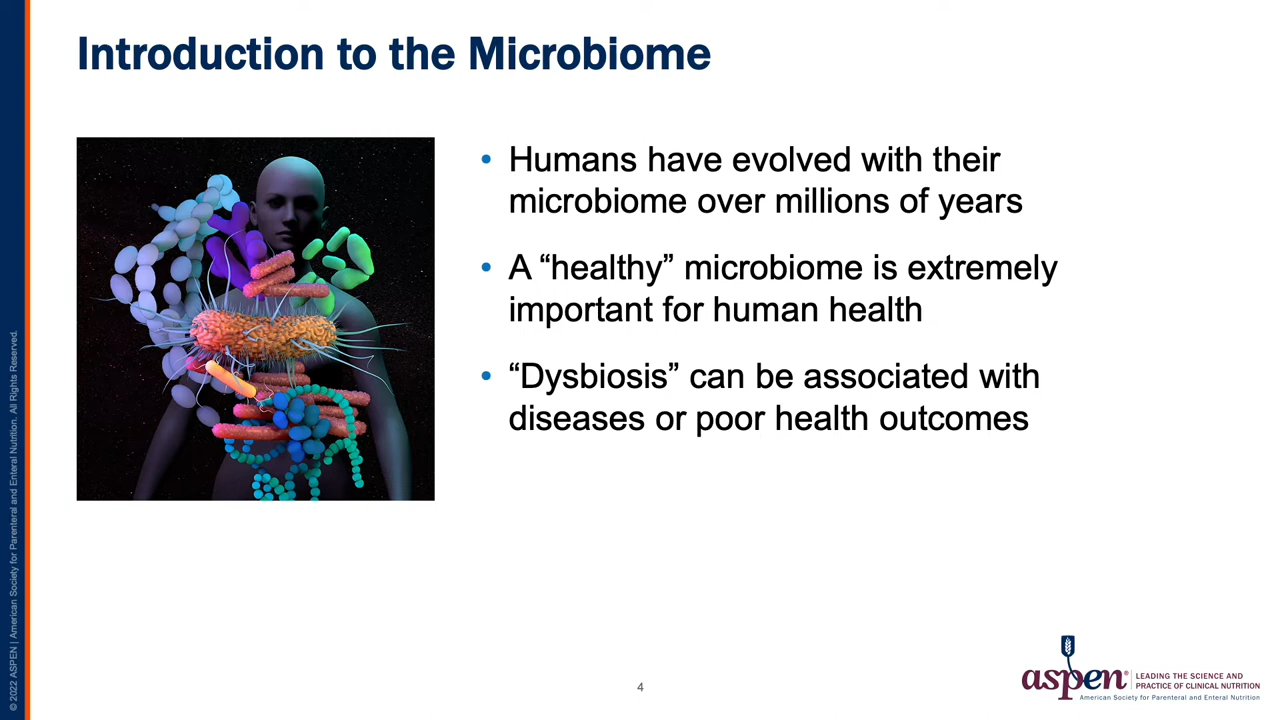 Introduction to the Microbiome
• Humans have evolved with their
microbiome over millions of years
• A “healthy” microbiome is extremely
important for human health
• “Dysbiosis” can be associated with
diseases or poor health outcomes
© 2022 ASPEN | American Society for Parenteral and Enteral Nutrition. All Rights Reserved.
4
aspen®
LEADING THE SCIENCE AND
PRACTICE OF CLINICAL NUTRITION
American Society for Parenteral and Enteral Nutrition